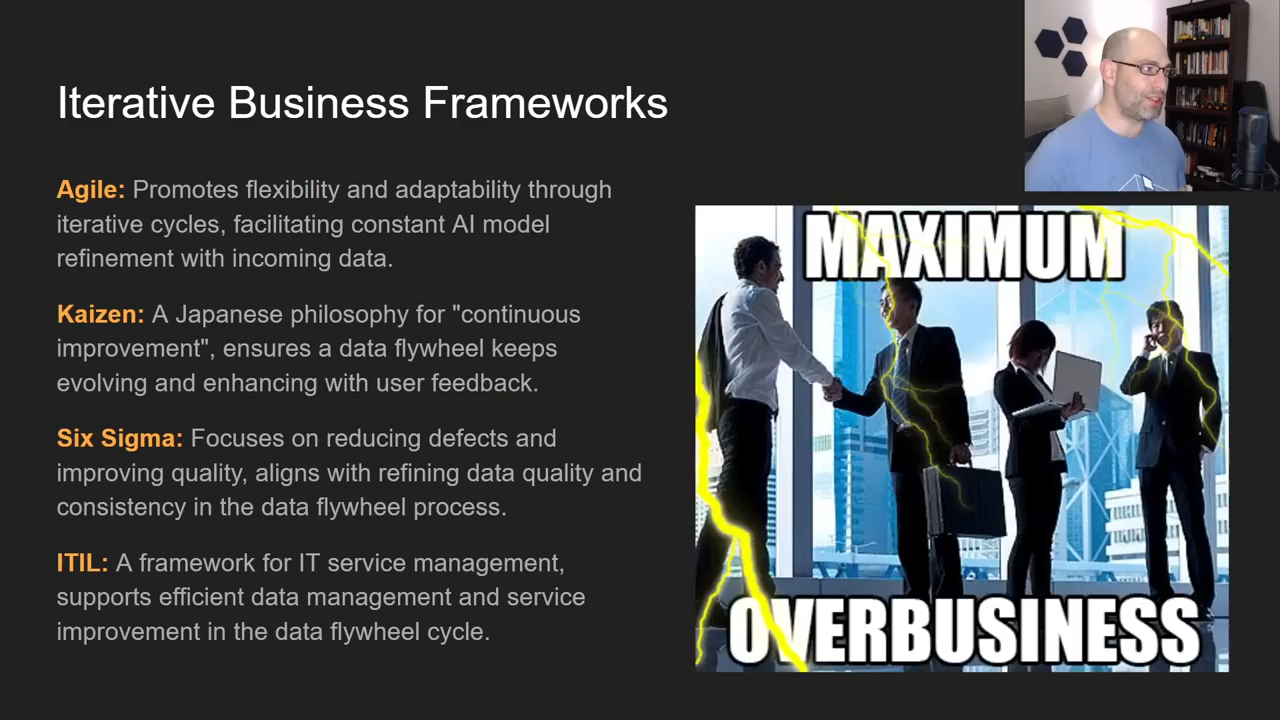 Iterative Business Frameworks
Agile: Promotes flexibility and adaptability through
iterative cycles, facilitating constant AI model
refinement with incoming data.
Kaizen: A Japanese philosophy for "continuous
improvement", ensures a data flywheel keeps
evolving and enhancing with user feedback.
Six Sigma: Focuses on reducing defects and
improving quality, aligns with refining data quality and
consistency in the data flywheel process.
ITIL: A framework for IT service management,
supports efficient data management and service
improvement in the data flywheel cycle.
MAXIMUM
OVERBUSINESS